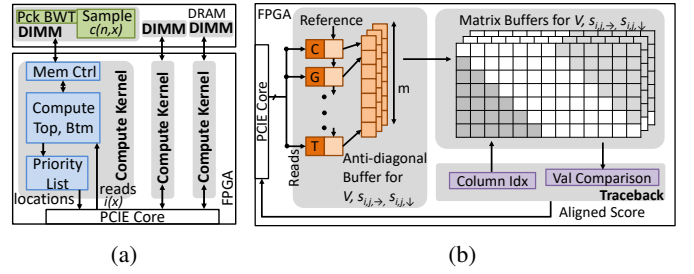 Pck BWT
Sample
c(n,x)
DIMM
DIMM
DRAM
DIMM
Mem Ctrl
Compute
Top, Btm
Priority
List
locations
reads
i(x)
Compute Kernel
Compute Kernel
Compute Kernel
FPGA
PCIE Core
(a)
FPGA
Reference
PCIE Core
Reads
C
G
T
m
Anti-diagonal
Buffer for
V, s_{i,j,→}, s_{i,j,↓}
Matrix Buffers for V, s_{i,j,→}, s_{i,j,↓}
Column Idx
Val Comparison
Traceback
Aligned Score
(b)